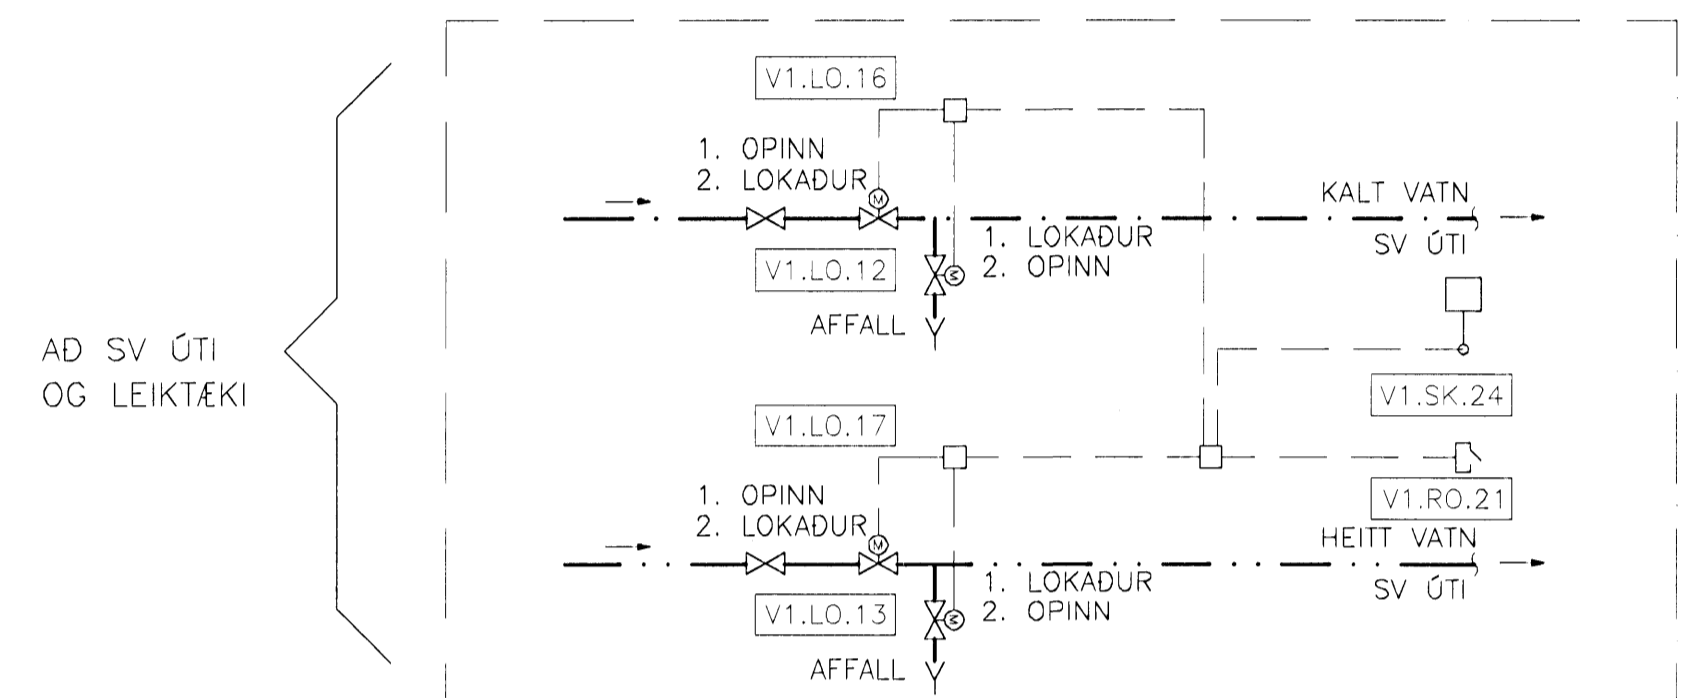 V1.LO.16
1. OPINN
2. LOKAÐUR
M
KALT VATN
SV ÚTI
1. LOKAÐUR
2. OPINN
V1.LO.12
M
AFFALL
AÐ SV ÚTI
OG LEIKTÆKI
V1.SK.24
V1.LO.17
V1.RO.21
1. OPINN
2. LOKAÐUR
M
HEITT VATN
SV ÚTI
1. LOKAÐUR
2. OPINN
V1.LO.13
M
AFFALL